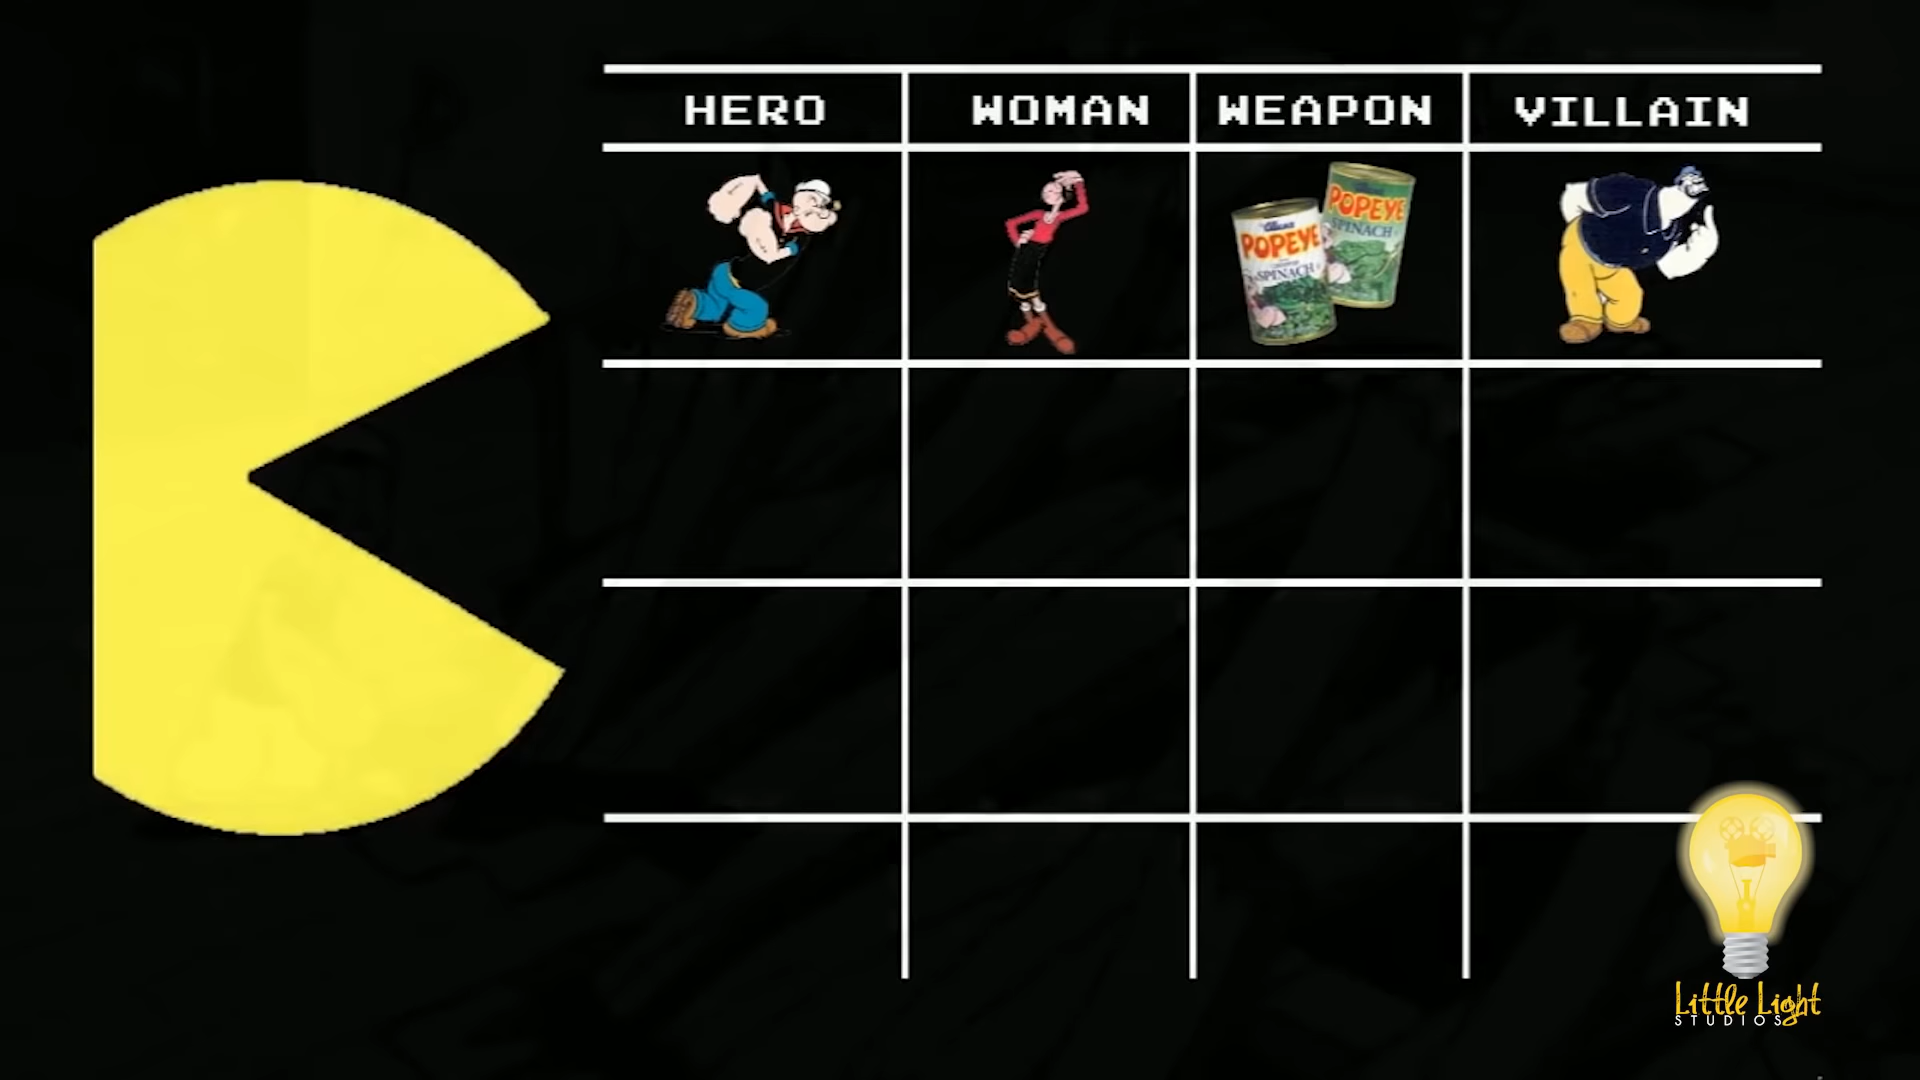 HERO WOMAN WEAPON VILLAIN
POPEYE
SPINACH
POPEYE
SPINACH
Little Light
STUDIOS